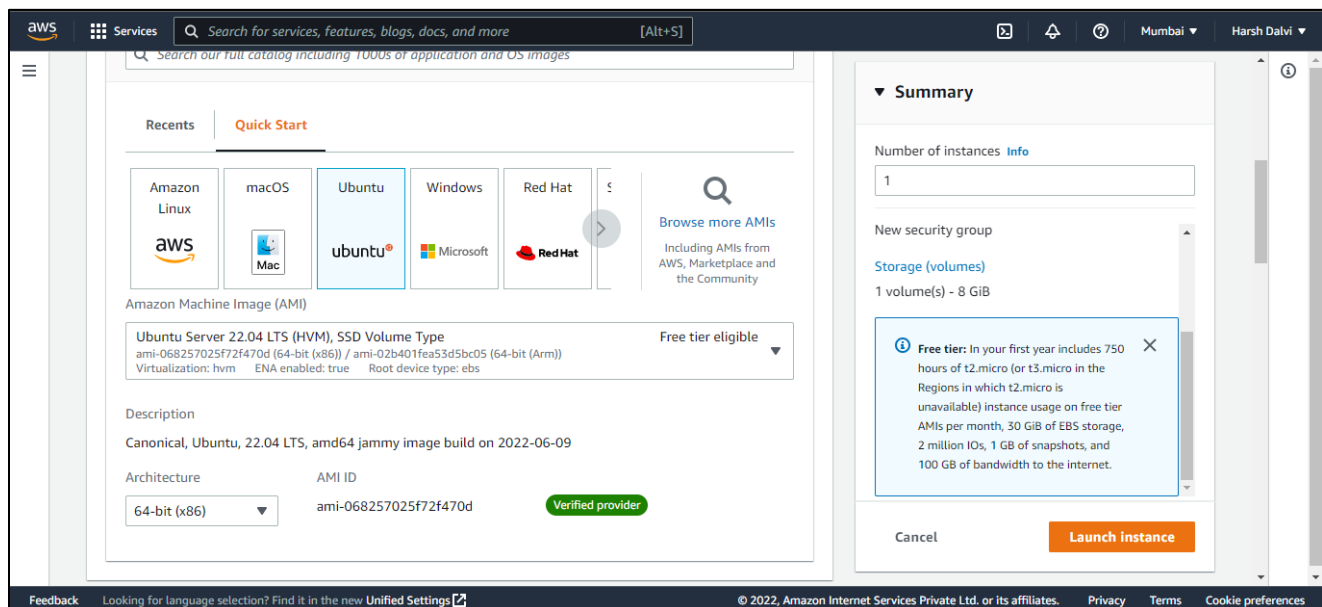 aws
Services
Search for services, features, blogs, docs, and more
[Alt+S]
Mumbai
Harsh Dalvi
Search our full catalog including 1000s of application and OS images
Recents
Quick Start
Amazon
Linux
aws
macOS
Mac
Ubuntu
ubuntu
Windows
Microsoft
Red Hat
Red Hat
S
Browse more AMIs
Including AMIs from
AWS, Marketplace and
the Community
Amazon Machine Image (AMI)
Ubuntu Server 22.04 LTS (HVM), SSD Volume Type
Free tier eligible
ami-068257025f72f470d (64-bit (x86)) / ami-02b401fea53d5bc05 (64-bit (Arm))
Virtualization: hvm ENA enabled: true Root device type: ebs
Description
Canonical, Ubuntu, 22.04 LTS, amd64 jammy image build on 2022-06-09
Architecture
AMI ID
64-bit (x86)
ami-068257025f72f470d
Verified provider
Summary
Number of instances Info
1
New security group
Storage (volumes)
1 volume(s) - 8 GiB
Free tier: In your first year includes 750
hours of t2.micro (or t3.micro in the
Regions in which t2.micro is
unavailable) instance usage on free tier
AMIs per month, 30 GiB of EBS storage,
2 million IOs, 1 GB of snapshots, and
100 GB of bandwidth to the internet.
Cancel
Launch instance
Feedback
Looking for language selection? Find it in the new Unified Settings
© 2022, Amazon Internet Services Private Ltd. or its affiliates.
Privacy
Terms
Cookie preferences